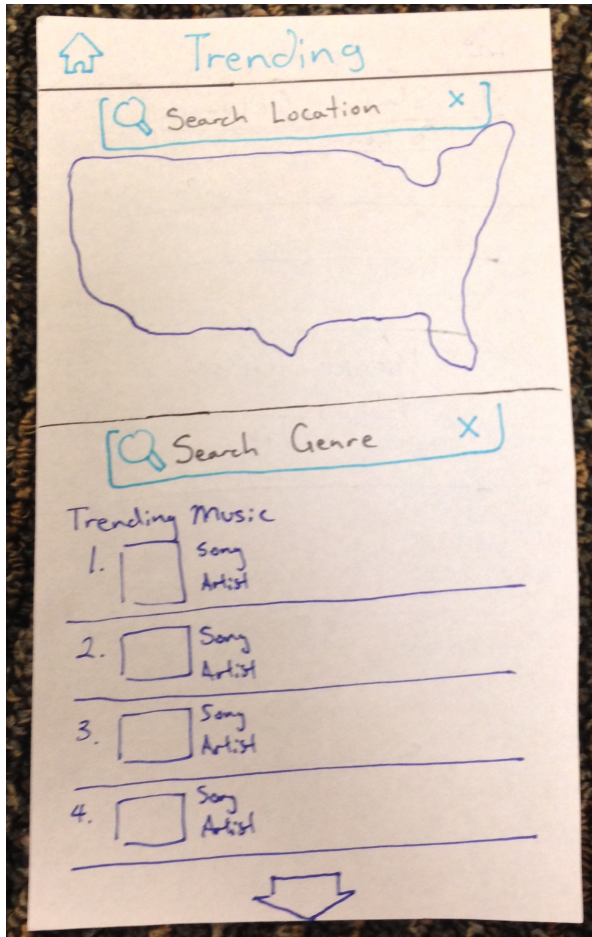 Trending
Search Location x
Search Genre x
Trending Music
1. Song
Artist
2. Song
Artist
3. Song
Artist
4. Song
Artist